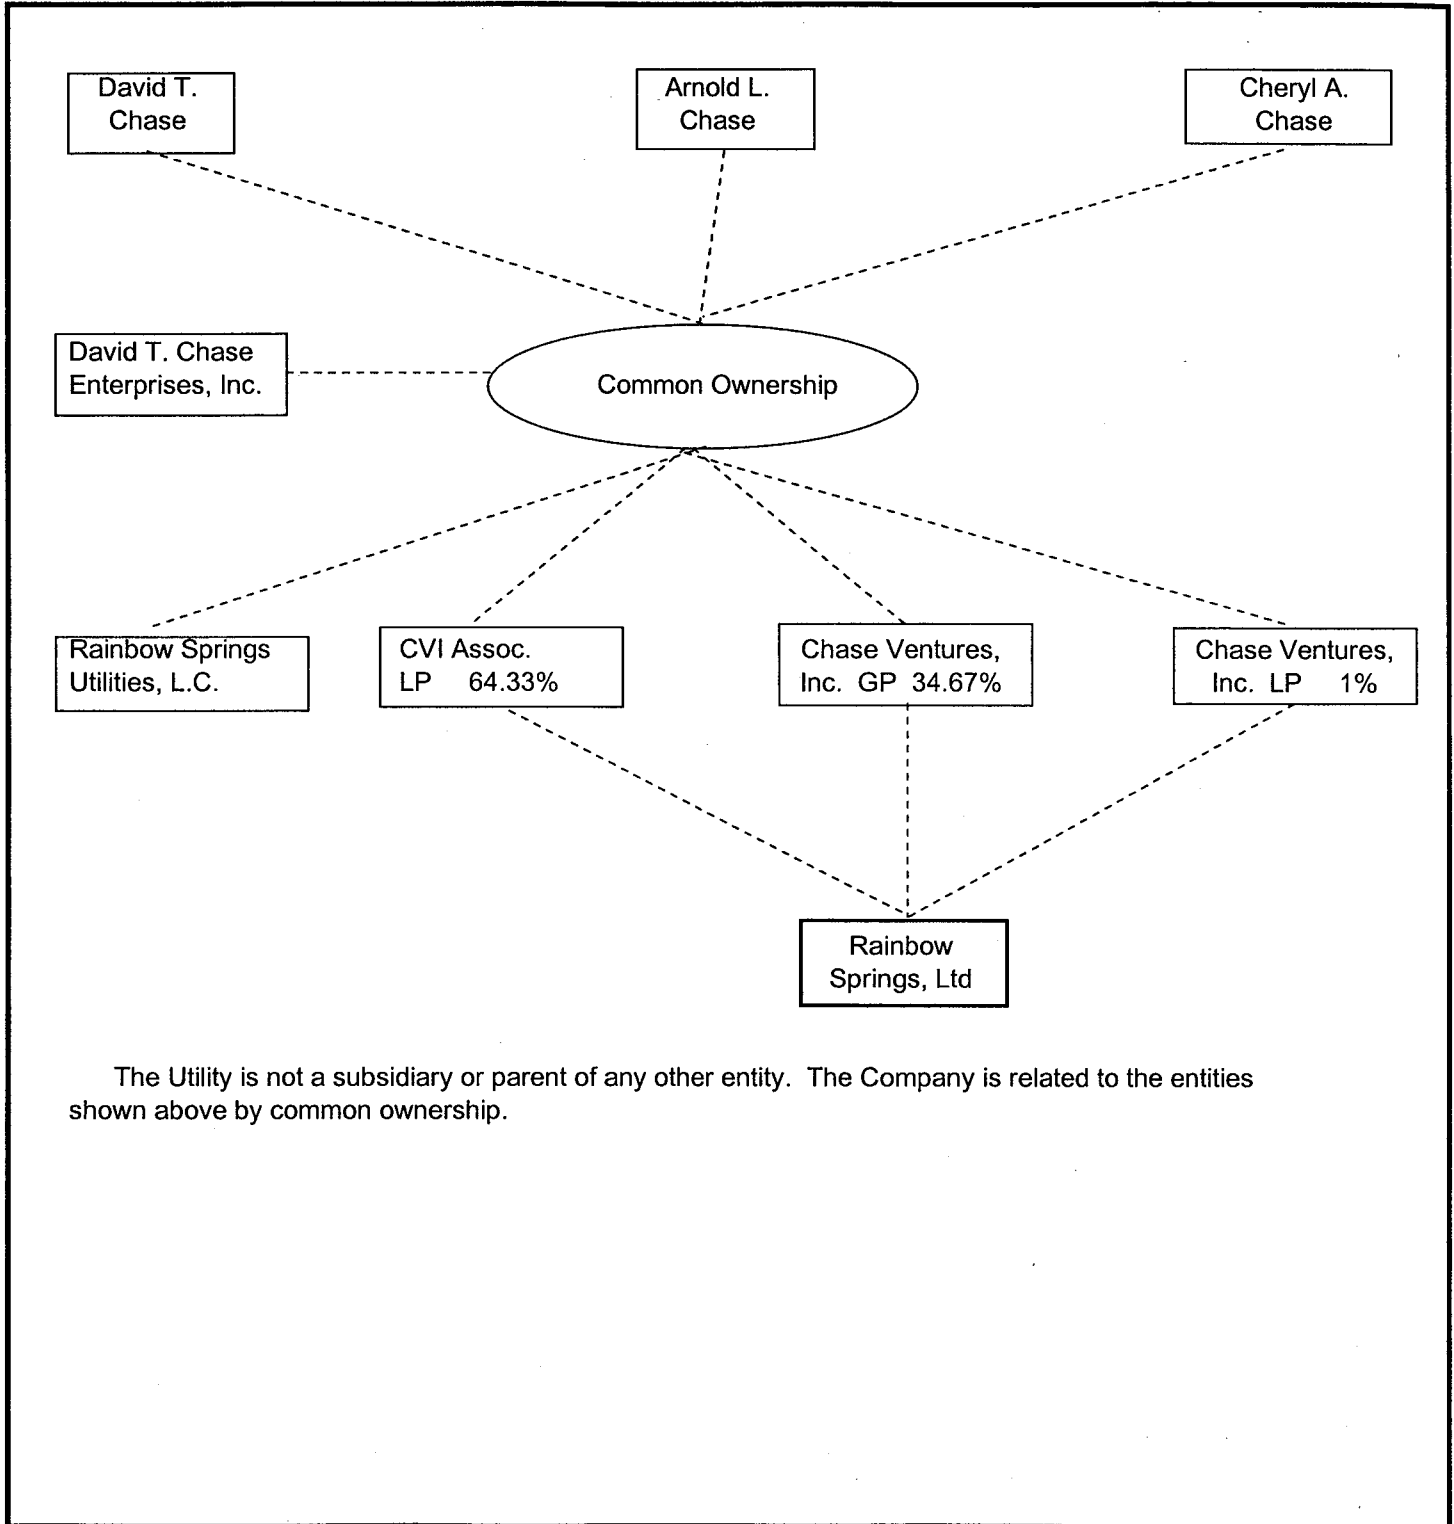 David T.
Chase
Arnold L.
Chase
Cheryl A.
Chase
David T. Chase
Enterprises, Inc.
Common Ownership
Rainbow Springs
Utilities, L.C.
CVI Assoc.
LP 64.33%
Chase Ventures,
Inc. GP 34.67%
Chase Ventures,
Inc. LP 1%
Rainbow
Springs, Ltd
The Utility is not a subsidiary or parent of any other entity. The Company is related to the entities
shown above by common ownership.